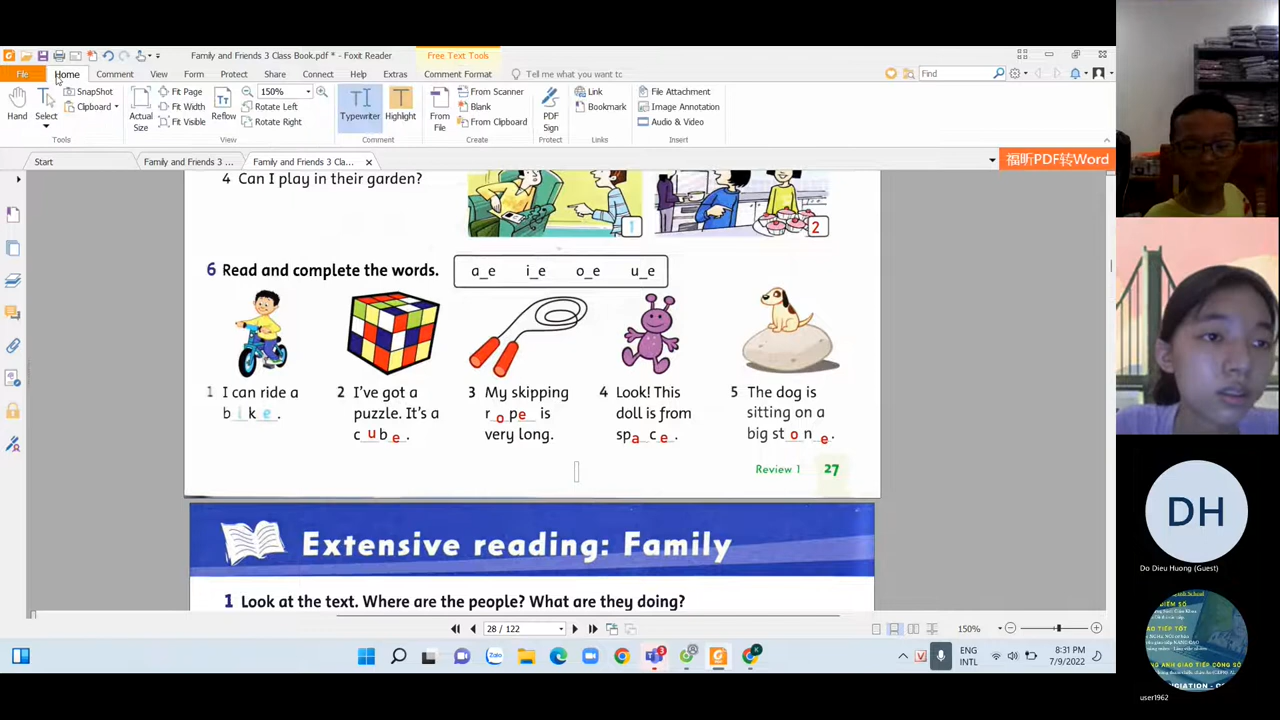 Family and Friends 3 Class Book.pdf * - Foxit Reader
Free Text Tools
File
Home
Comment
View
Form
Protect
Share
Connect
Help
Extras
Comment Format
Tell me what you want tc
Find
Hand
Select
SnapShot
Clipboard
Tools
Actual Size
Fit Page
Fit Width
Fit Visible
Reflow
150%
Rotate Left
Rotate Right
View
Typewriter
Highlight
Comment
From File
From Scanner
Blank
From Clipboard
Create
PDF Sign
Protect
Link
Bookmark
Links
File Attachment
Image Annotation
Audio & Video
Insert
Start
Family and Friends 3 ...
Family and Friends 3 Cla...
福昕PDF转Word
4 Can I play in their garden?
1
2
6 Read and complete the words.
a_e i_e o_e u_e
1 I can ride a
b i k e .
2 I've got a
puzzle. It's a
c u b e .
3 My skipping
r o p e is
very long.
4 Look! This
doll is from
sp a c e .
5 The dog is
sitting on a
big st o n e .
Review 1 27
Extensive reading: Family
1 Look at the text. Where are the people? What are they doing?
28 / 122
150%
Zalo
ENG
INTL
8:31 PM
7/9/2022
DH
Do Dieu Huong (Guest)
ĐIỂM SỐ
user1962